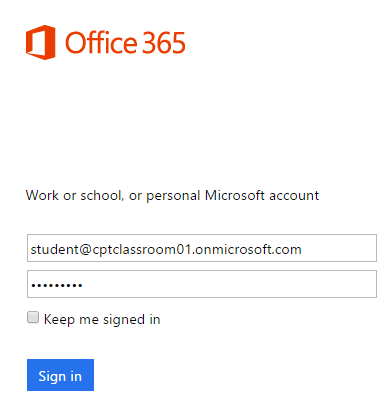 Office 365
Work or school, or personal Microsoft account
student@cptclassroom01.onmicrosoft.com
•••••••••
Keep me signed in
Sign in